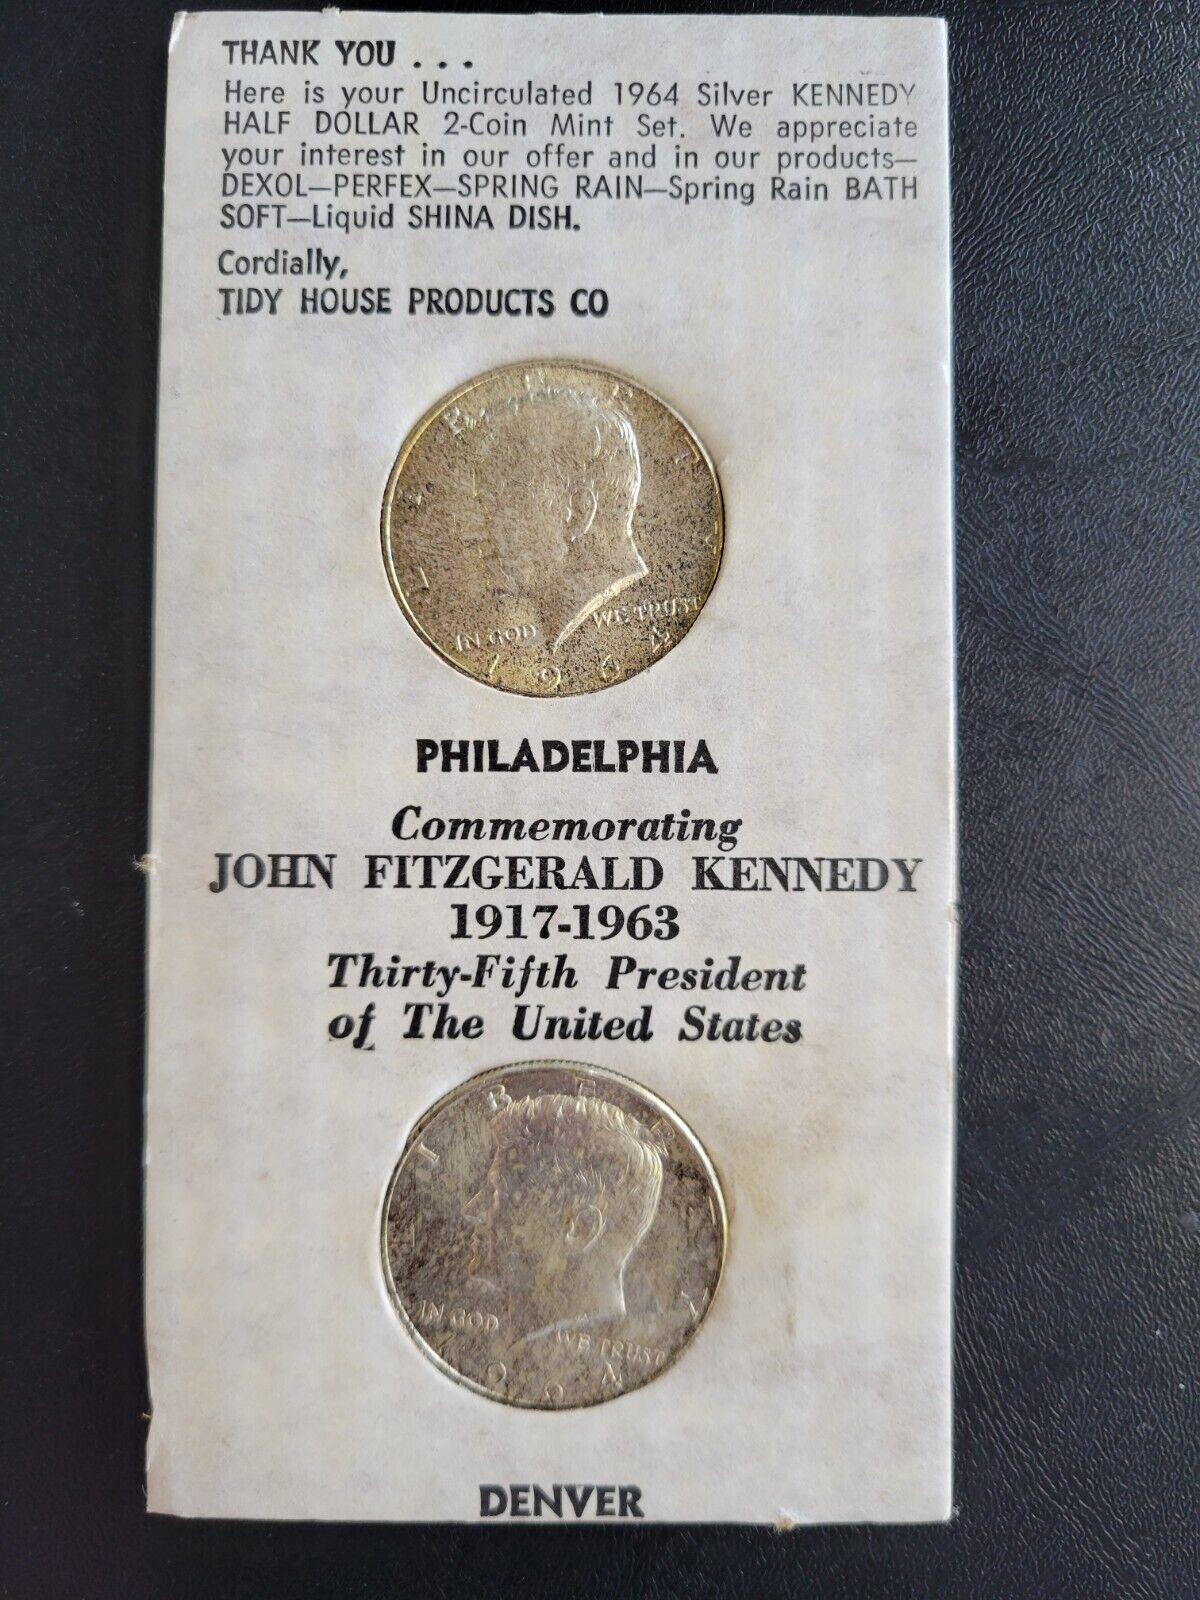 THANK YOU . . .
Here is your Uncirculated 1964 Silver KENNEDY
HALF DOLLAR 2-Coin Mint Set. We appreciate
your interest in our offer and in our products—
DEXOL—PERFEX—SPRING RAIN—Spring Rain BATH
SOFT—Liquid SHINA DISH.
Cordially,
TIDY HOUSE PRODUCTS CO
LIBERTY
IN GOD WE TRUST
1964
PHILADELPHIA
Commemorating
JOHN FITZGERALD KENNEDY
1917-1963
Thirty-Fifth President
of The United States
LIBERTY
IN GOD WE TRUST
1964
DENVER